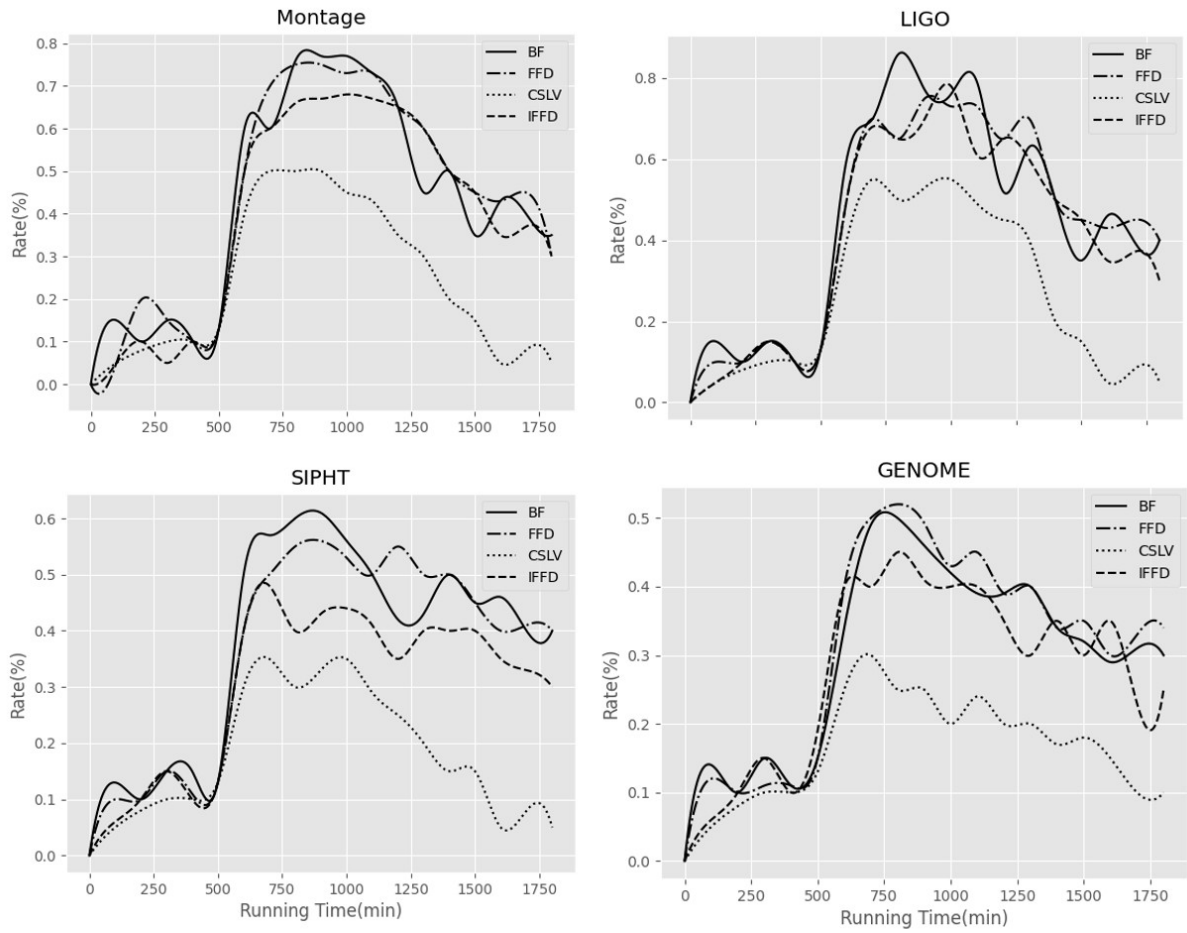 Montage
Rate(%)
0.8
0.7
0.6
0.5
0.4
0.3
0.2
0.1
0.0
BF
FFD
CSLV
IFFD
0 250 500 750 1000 1250 1500 1750
LIGO
Rate(%)
0.8
0.6
0.4
0.2
0.0
BF
FFD
CSLV
IFFD
SIPHT
Rate(%)
0.6
0.5
0.4
0.3
0.2
0.1
0.0
BF
FFD
CSLV
IFFD
0 250 500 750 1000 1250 1500 1750
Running Time(min)
GENOME
Rate(%)
0.5
0.4
0.3
0.2
0.1
0.0
BF
FFD
CSLV
IFFD
0 250 500 750 1000 1250 1500 1750
Running Time(min)